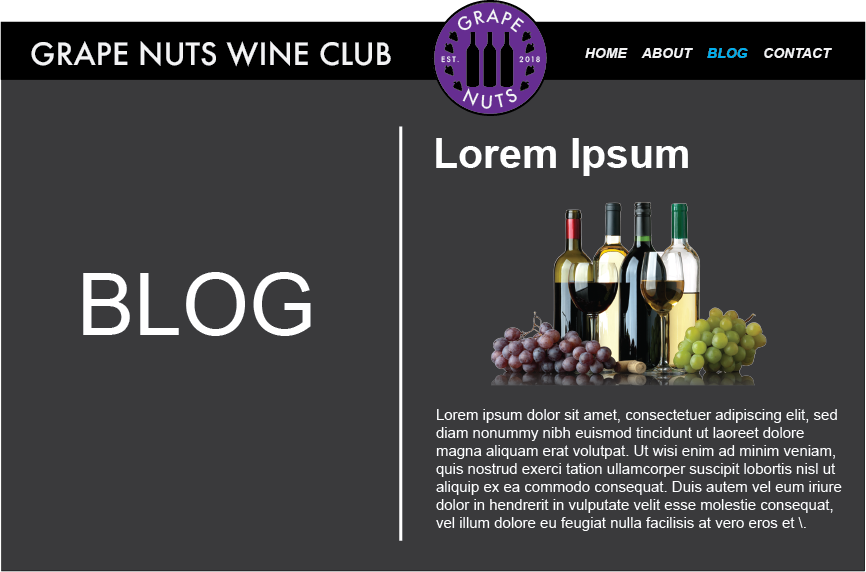 GRAPE NUTS WINE CLUB
GRAPE
EST. 2018
NUTS
HOME ABOUT BLOG CONTACT
BLOG
Lorem Ipsum
Lorem ipsum dolor sit amet, consectetuer adipiscing elit, sed
diam nonummy nibh euismod tincidunt ut laoreet dolore
magna aliquam erat volutpat. Ut wisi enim ad minim veniam,
quis nostrud exerci tation ullamcorper suscipit lobortis nisl ut
aliquip ex ea commodo consequat. Duis autem vel eum iriure
dolor in hendrerit in vulputate velit esse molestie consequat,
vel illum dolore eu feugiat nulla facilisis at vero eros et \.